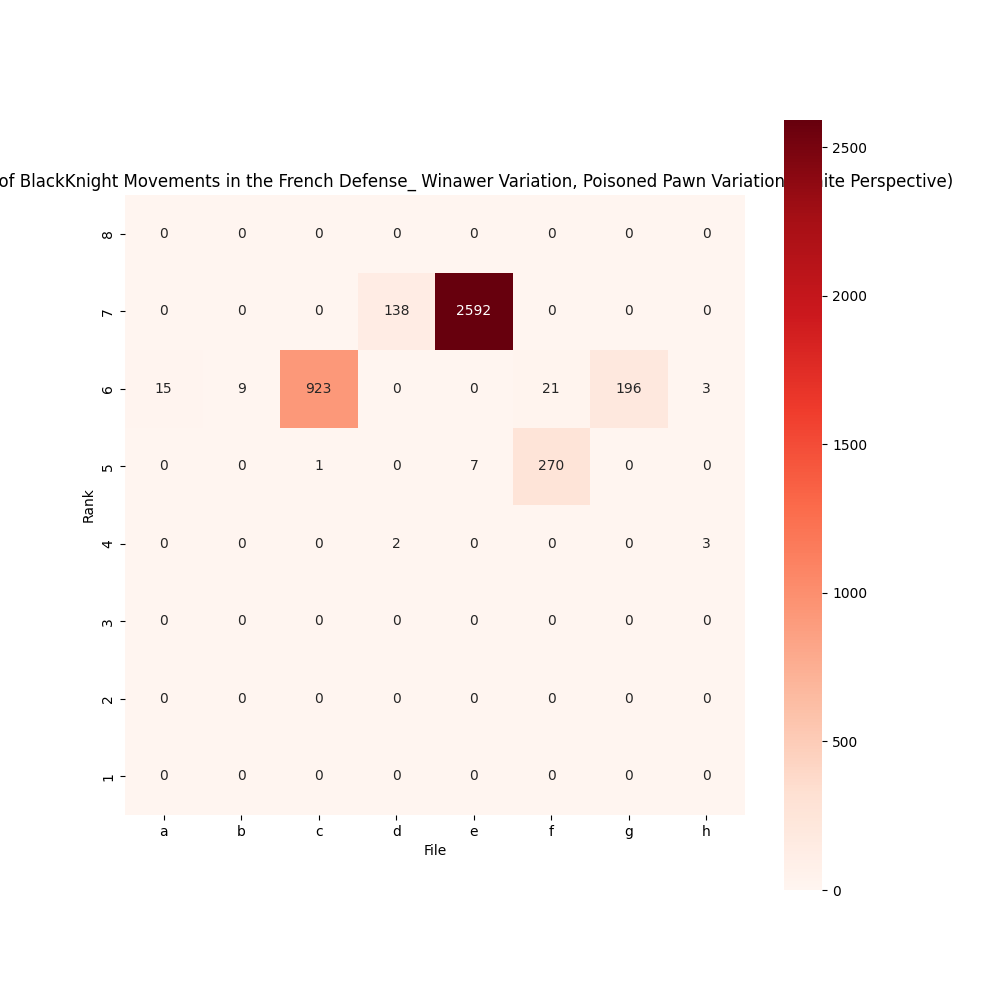 of BlackKnight Movements in the French Defense_ Winawer Variation, Poisoned Pawn Variation Perspective)
2500
2000
1500
1000
500
0
Rank
8 0 0 0 0 0 0 0 0
7 0 0 0 138 2592 0 0 0
6 15 9 923 0 0 21 196 3
5 0 0 1 0 7 270 0 0
4 0 0 0 2 0 0 0 3
3 0 0 0 0 0 0 0 0
2 0 0 0 0 0 0 0 0
1 0 0 0 0 0 0 0 0
a b c d e f g h
File